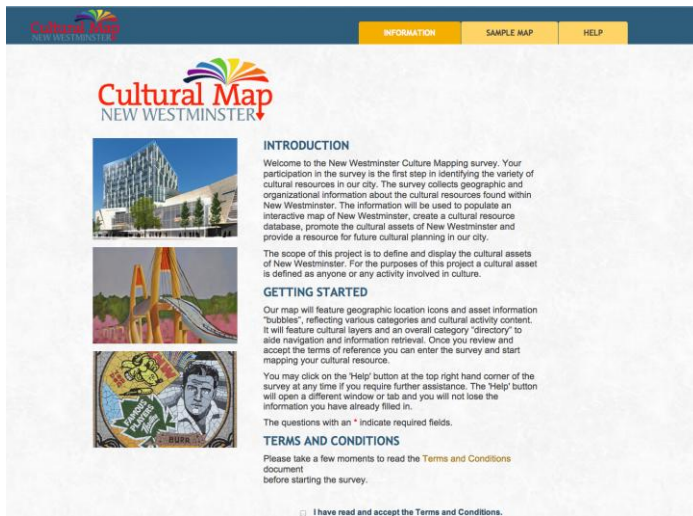 Cultural Map
NEW WESTMINSTER
INFORMATION
SAMPLE MAP
HELP
Cultural Map
NEW WESTMINSTER
INTRODUCTION
Welcome to the New Westminster Culture Mapping survey. Your
participation in the survey is the first step in identifying the variety of
cultural resources in our city. The survey collects geographic and
organizational information about the cultural resources found within
New Westminster. The information will be used to populate an
interactive map of New Westminster, create a cultural resource
database, promote the cultural assets of New Westminster and
provide a resource for future cultural planning in our city.
The scope of this project is to define and display the cultural assets
of New Westminster. For the purposes of this project a cultural asset
is defined as anyone or any activity involved in culture.
GETTING STARTED
Our map will feature geographic location icons and asset information
"bubbles", reflecting various categories and cultural activity content.
It will feature cultural layers and an overall category "directory" to
aide navigation and information retrieval. Once you review and
accept the terms of reference you can enter the survey and start
mapping your cultural resource.
You may click on the 'Help' button at the top right hand corner of the
survey at any time if you require further assistance. The 'Help' button
will open a different window or tab and you will not lose the
information you have already filled in.
The questions with an * indicate required fields.
TERMS AND CONDITIONS
Please take a few moments to read the Terms and Conditions
document
before starting the survey.
I have read and accept the Terms and Conditions.
FAMOUS
PLAYERS
BURR